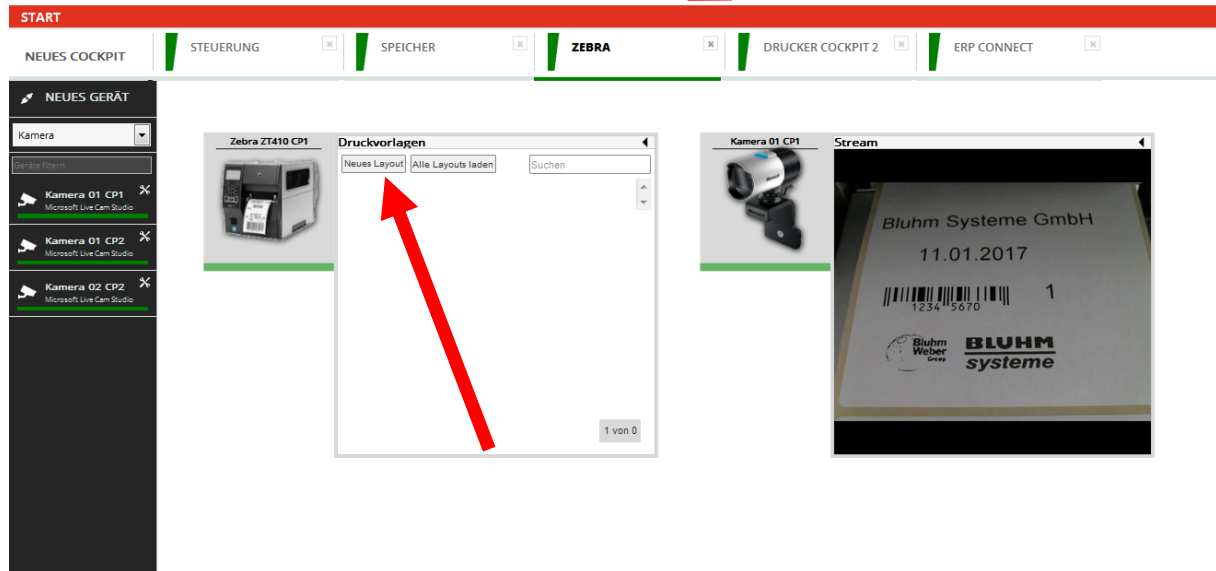 START
NEUES COCKPIT
STEUERUNG
SPEICHER
ZEBRA
DRUCKER COCKPIT 2
ERP CONNECT
NEUES GERÄT
Kamera
Geräte filtern
Kamera 01 CP1
Microsoft Live Cam Studio
Kamera 01 CP2
Microsoft Live Cam Studio
Kamera 02 CP2
Microsoft Live Cam Studio
Zebra ZT410 CP1
Druckvorlagen
Neues Layout Alle Layouts laden Suchen
1 von 0
Kamera 01 CP1
Stream
Bluhm Systeme GmbH
11.01.2017
1234 5670 1
Bluhm
Weber
Group
BLUHM
systeme